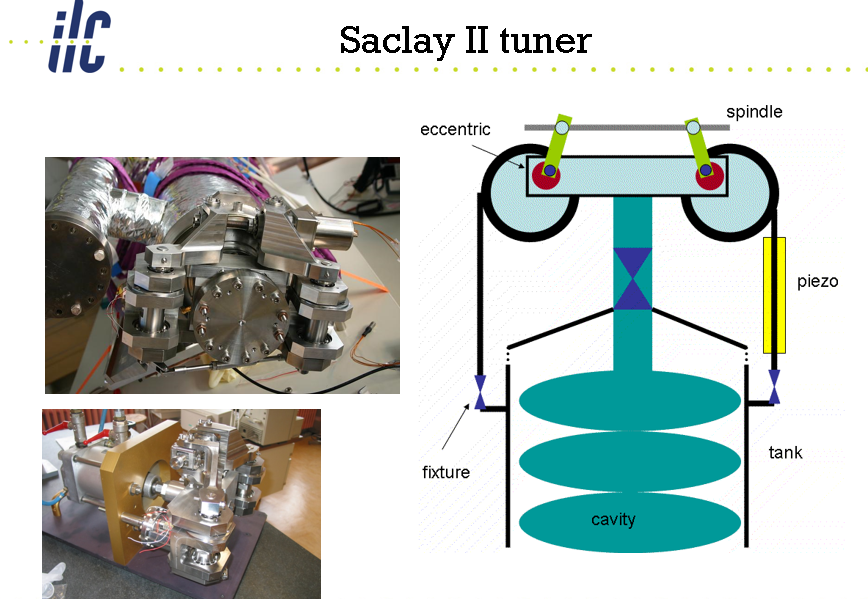 ilc
Saclay II tuner
spindle
eccentric
piezo
fixture
tank
cavity